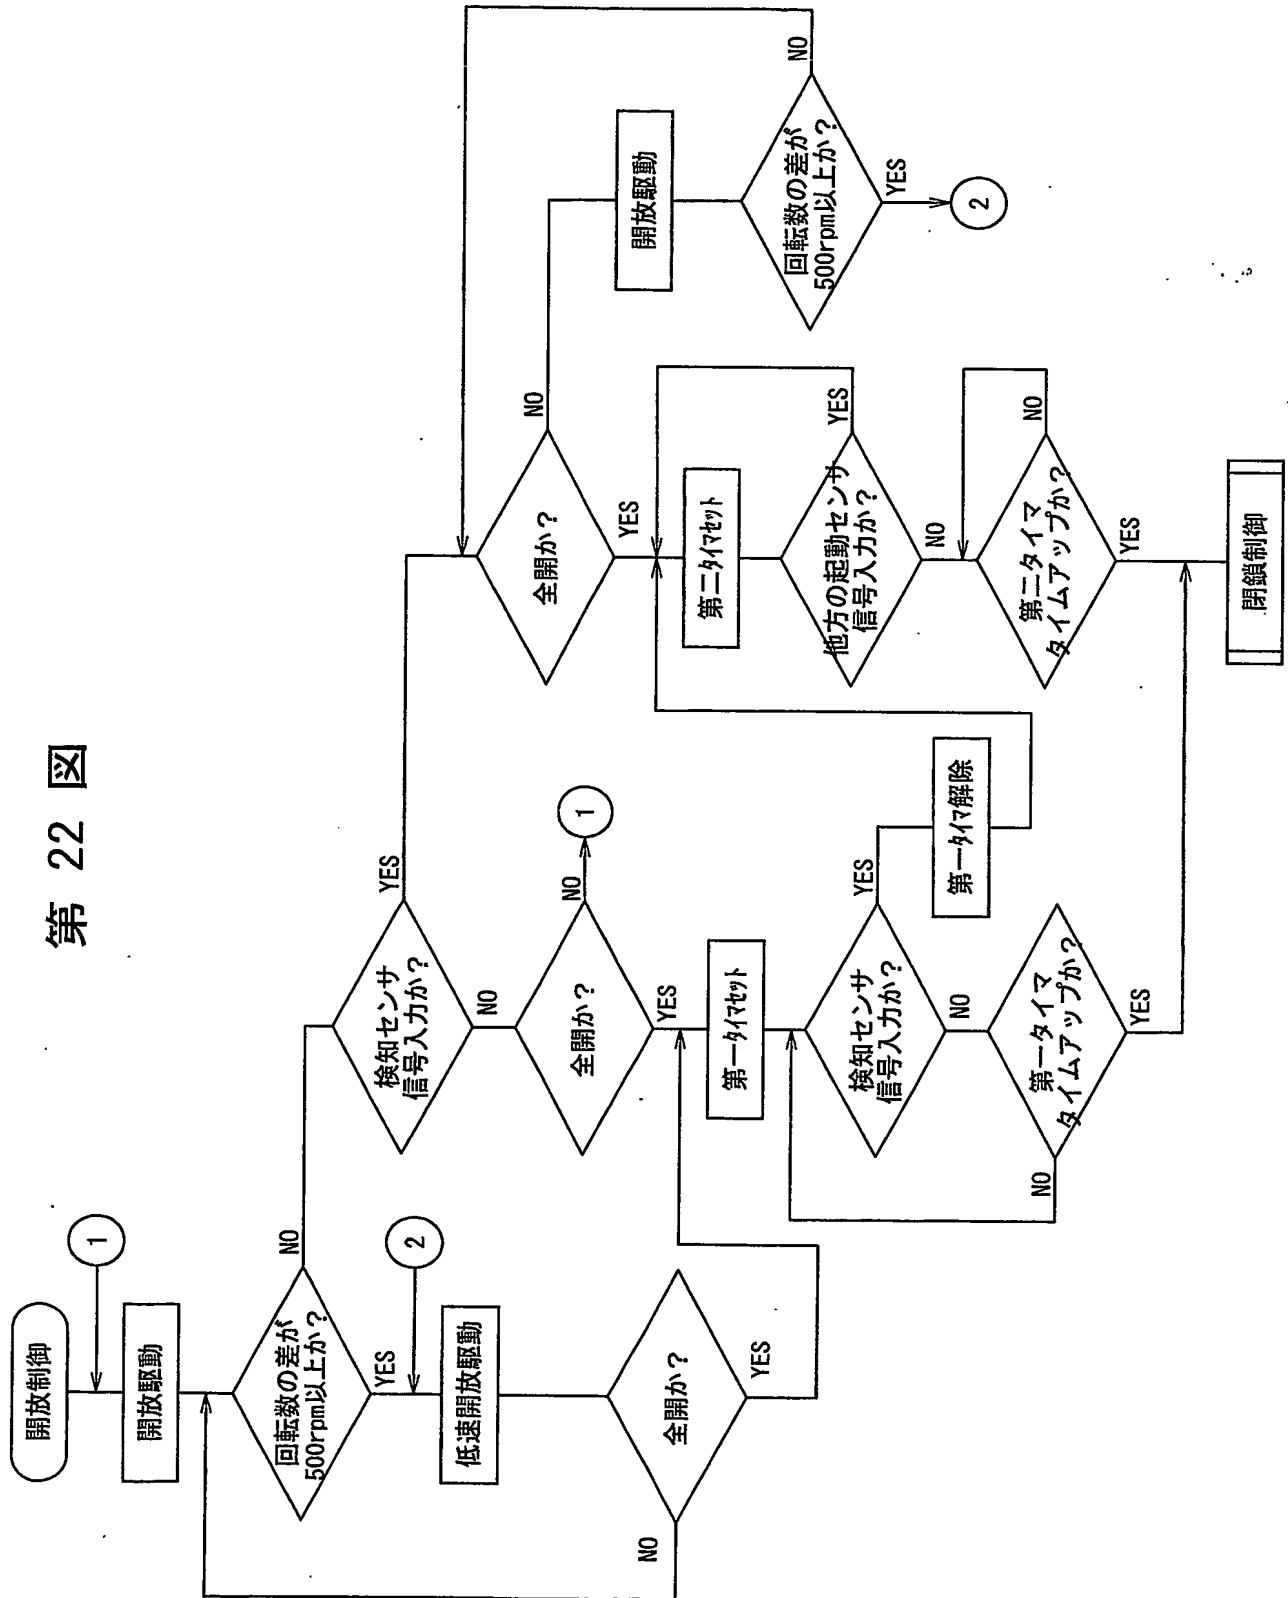 第 22 図
開放制御
1
開放駆動
回転数の差が
500rpm以上か？
NO
YES
2
低速開放駆動
全開か？
NO
YES
検知センサ
信号入力か？
YES
NO
全開か？
NO
1
YES
第一タイマセット
検知センサ
信号入力か？
YES
NO
第一タイマ解除
第一タイマ
タイムアップか？
NO
YES
全開か？
NO
YES
第二タイマセット
他方の起動センサ
信号入力か？
YES
NO
第二タイマ
タイムアップか？
NO
YES
閉鎖制御
開放駆動
回転数の差が
500rpm以上か？
NO
YES
2